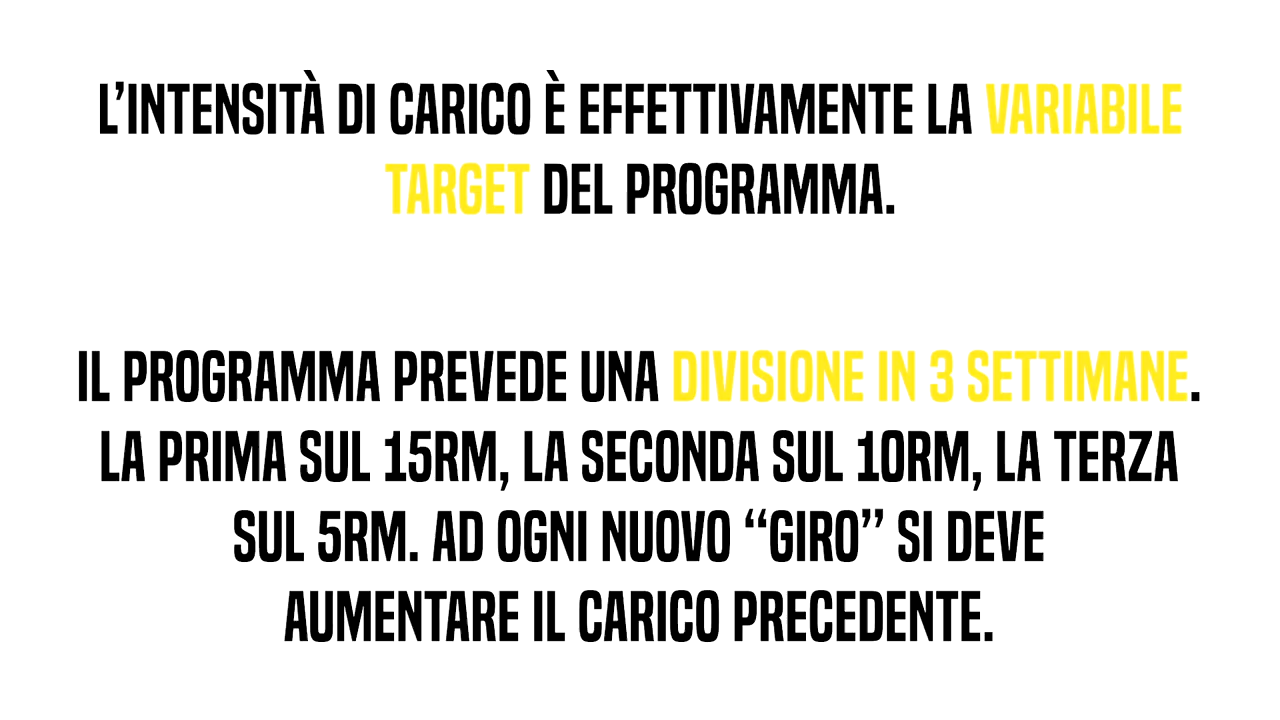 L’INTENSITÀ DI CARICO È EFFETTIVAMENTE LA VARIABILE
TARGET DEL PROGRAMMA.
IL PROGRAMMA PREVEDE UNA DIVISIONE IN 3 SETTIMANE.
LA PRIMA SUL 15RM, LA SECONDA SUL 10RM, LA TERZA
SUL 5RM. AD OGNI NUOVO “GIRO” SI DEVE
AUMENTARE IL CARICO PRECEDENTE.